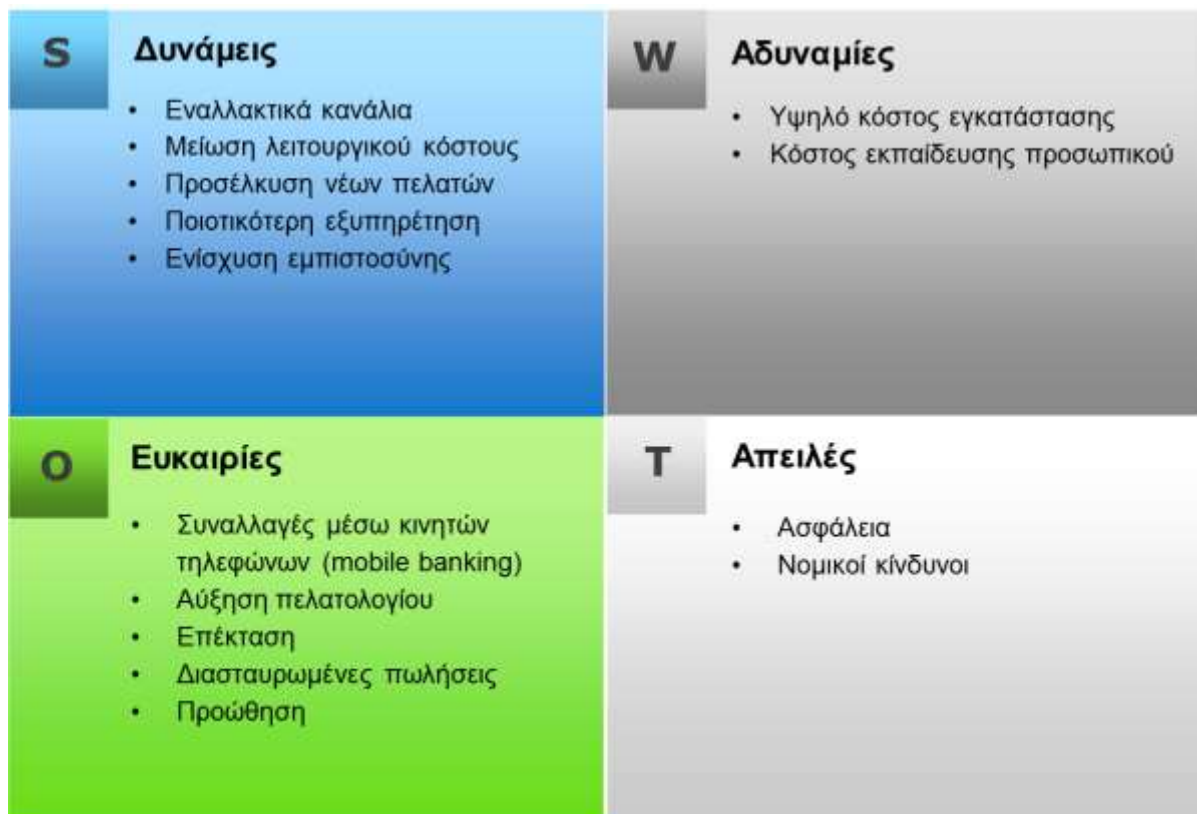 S
Δυνάμεις
• Εναλλακτικά κανάλια
• Μείωση λειτουργικού κόστους
• Προσέλκυση νέων πελατών
• Ποιοτικότερη εξυπηρέτηση
• Ενίσχυση εμπιστοσύνης
W
Αδυναμίες
• Υψηλό κόστος εγκατάστασης
• Κόστος εκπαίδευσης προσωπικού
O
Ευκαιρίες
• Συναλλαγές μέσω κινητών
τηλεφώνων (mobile banking)
• Αύξηση πελατολογίου
• Επέκταση
• Διασταυρωμένες πωλήσεις
• Προώθηση
T
Απειλές
• Ασφάλεια
• Νομικοί κίνδυνοι